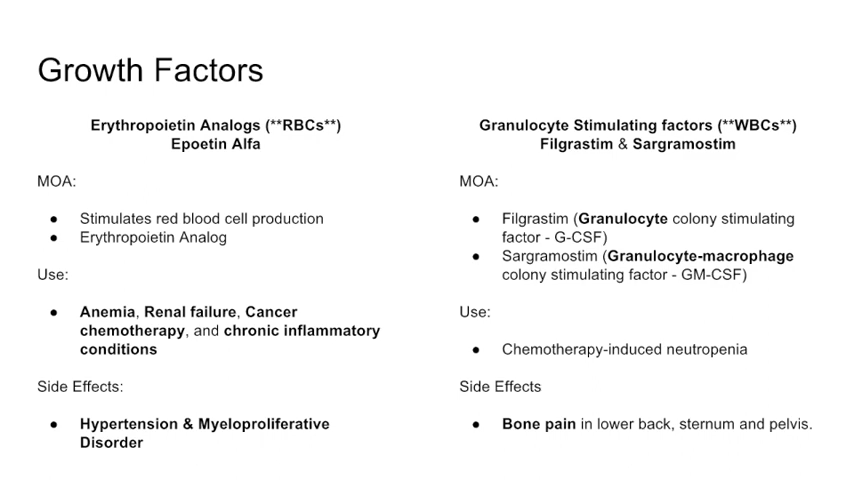 Growth Factors
Erythropoietin Analogs (**RBCs**)
Epoetin Alfa
MOA:
● Stimulates red blood cell production
● Erythropoietin Analog
Use:
● Anemia, Renal failure, Cancer
chemotherapy, and chronic inflammatory
conditions
Side Effects:
● Hypertension & Myeloproliferative
Disorder
Granulocyte Stimulating factors (**WBCs**)
Filgrastim & Sargramostim
MOA:
● Filgrastim (Granulocyte colony stimulating
factor - G-CSF)
● Sargramostim (Granulocyte-macrophage
colony stimulating factor - GM-CSF)
Use:
● Chemotherapy-induced neutropenia
Side Effects
● Bone pain in lower back, sternum and pelvis.